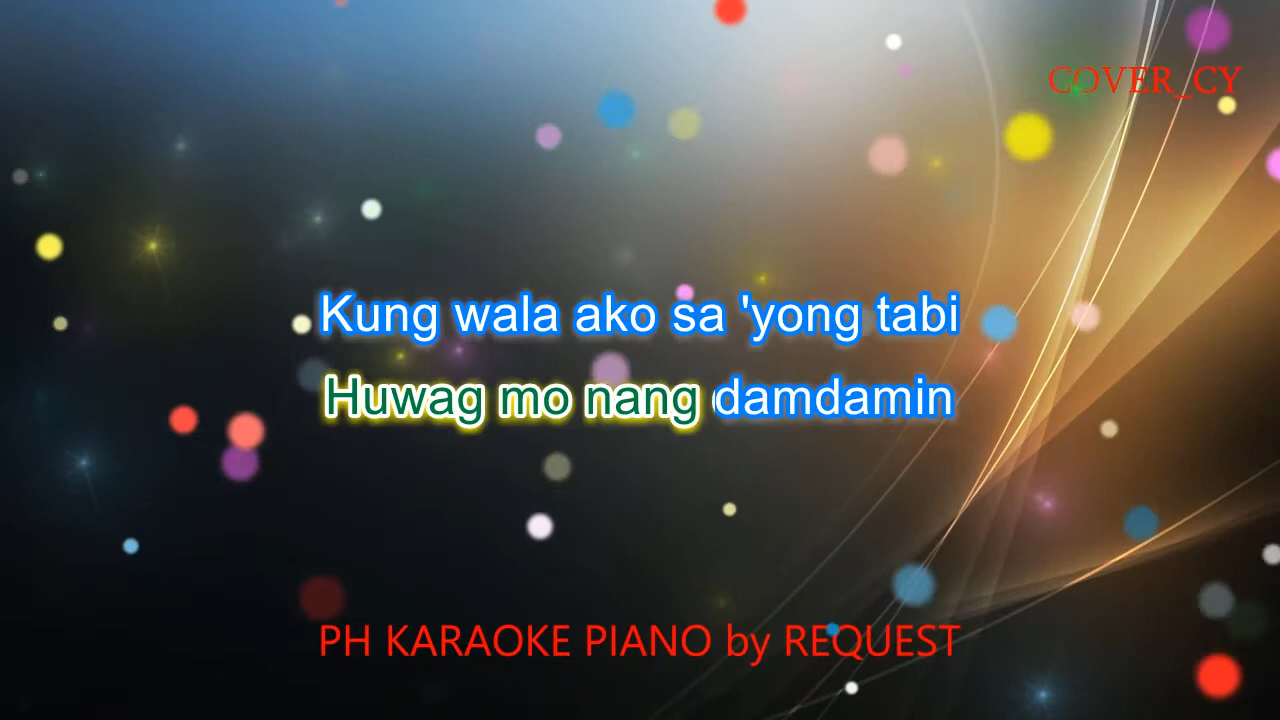 COVER_CY
Kung wala ako sa 'yong tabi
Huwag mo nang damdamin
PH KARAOKE PIANO by REQUEST